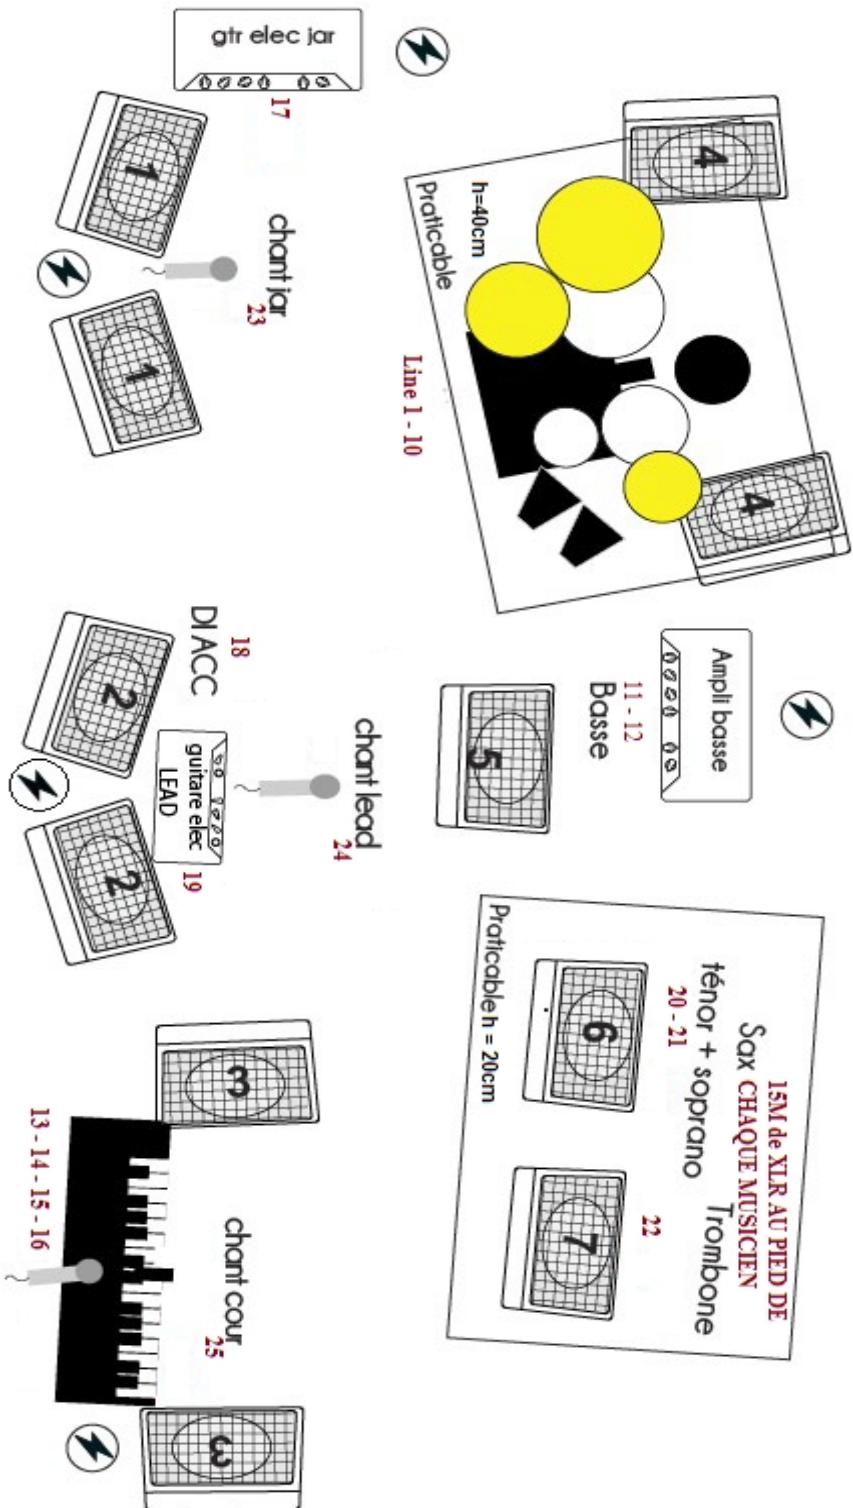 4
4
h=40cm
Praticable
Line 1 - 10
Ampli basse
11 - 12
Basse
5
15M de XLR AU PIED DE
Sax CHAQUE MUSICIEN
ténor + soprano Trombone
20 - 21
22
6
7
Praticable h = 20cm
gtr elec jar
17
chant jar
23
1
1
chant lead
24
18
DI ACC
guitare elec
LEAD
19
2
2
chant cour
25
3
3
13 - 14 - 15 - 16